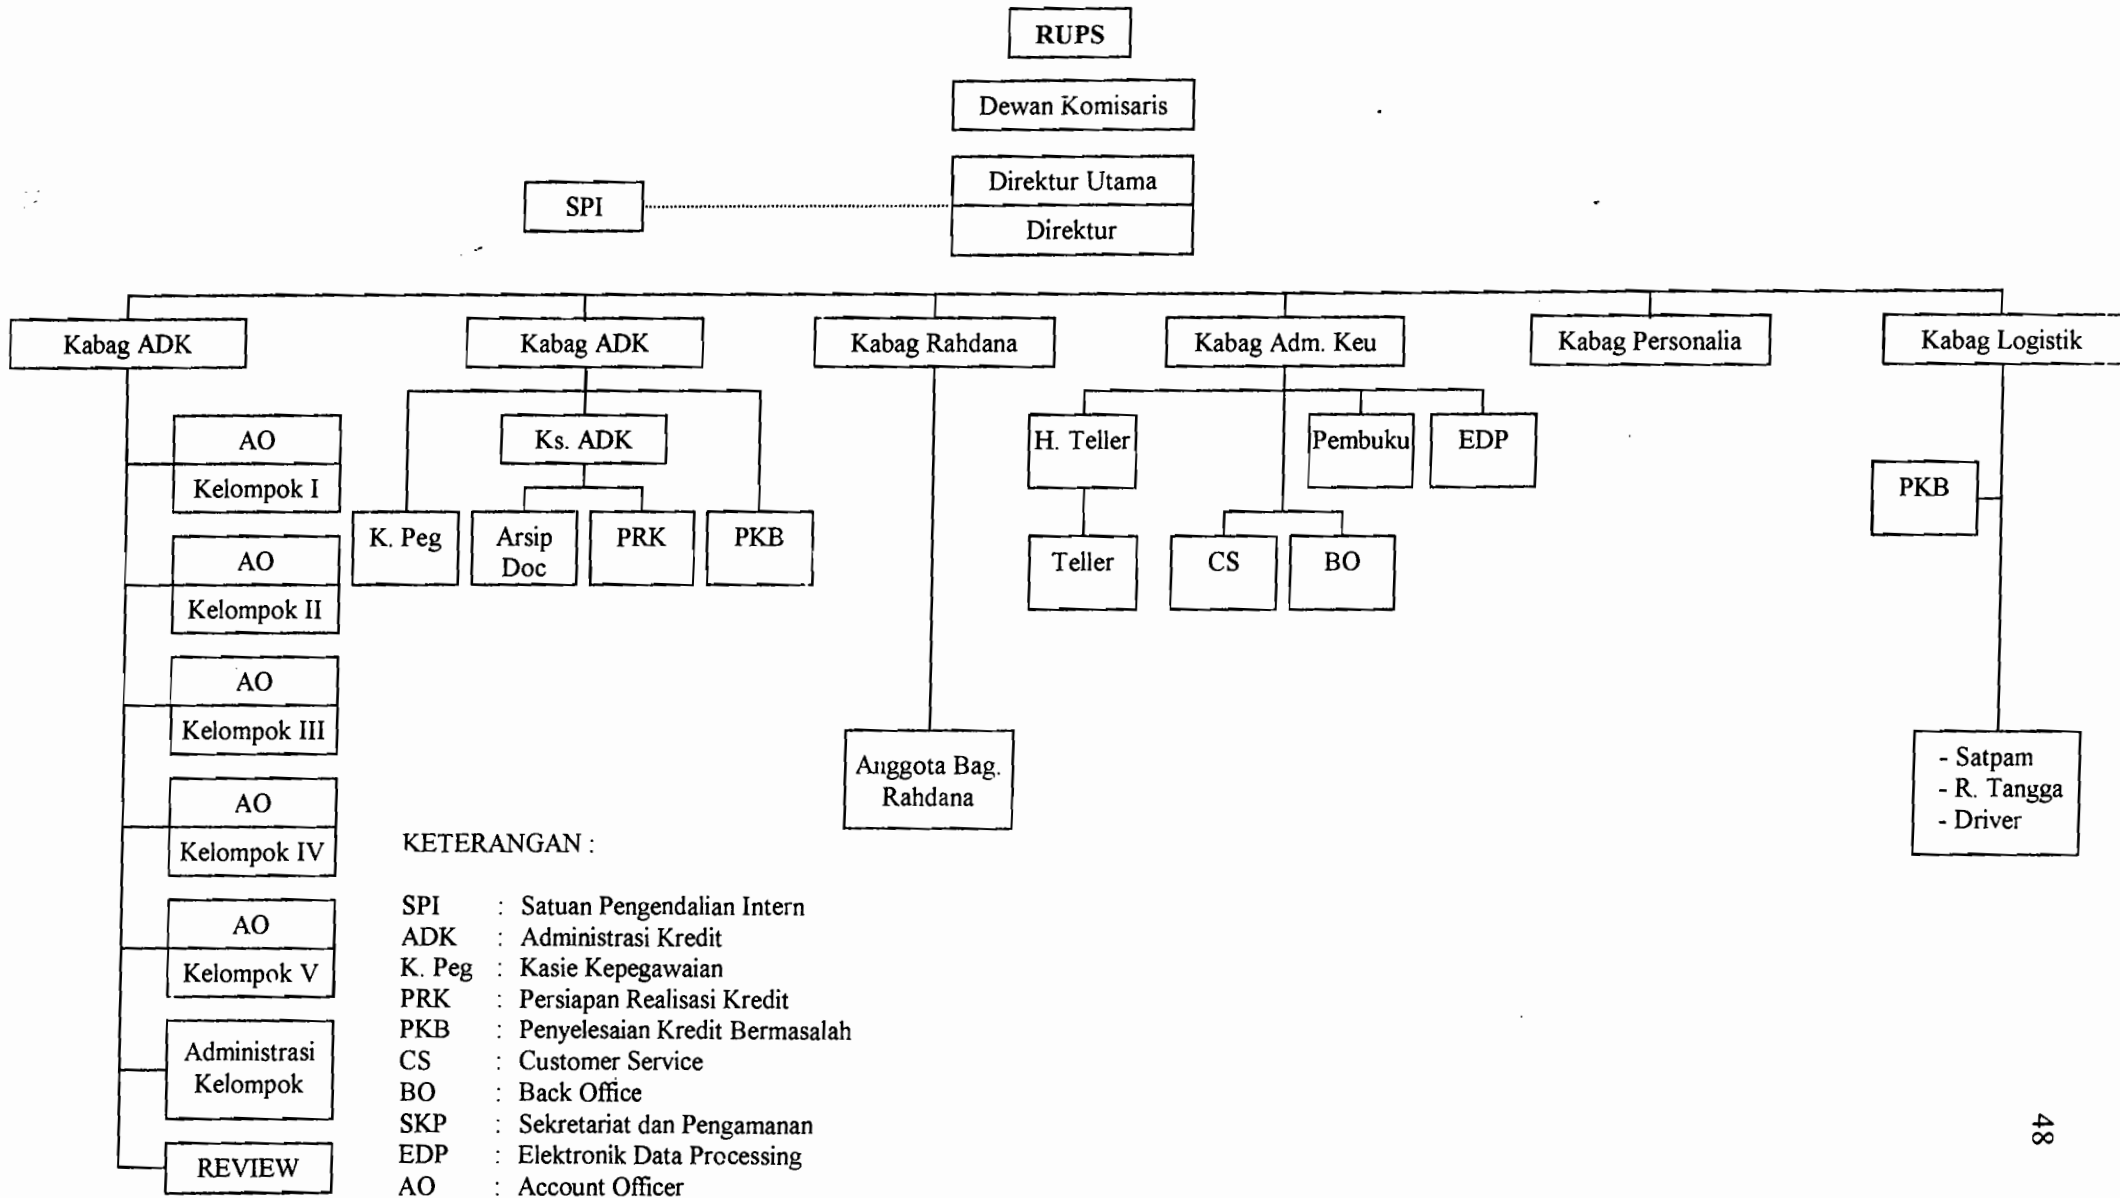 RUPS
Dewan Komisaris
Direktur Utama
SPI
Direktur
Kabag ADK
Kabag ADK
Kabag Rahdana
Kabag Adm. Keu
Kabag Personalia
Kabag Logistik
AO
Kelompok I
AO
Kelompok II
AO
Kelompok III
AO
Kelompok IV
AO
Kelompok V
Administrasi
Kelompok
REVIEW
Ks. ADK
K. Peg
Arsip
Doc
PRK
PKB
Anggota Bag.
Rahdana
H. Teller
Pembuku
EDP
Teller
CS
BO
PKB
- Satpam
- R. Tangga
- Driver
KETERANGAN :
SPI : Satuan Pengendalian Intern
ADK : Administrasi Kredit
K. Peg : Kasie Kepegawaian
PRK : Persiapan Realisasi Kredit
PKB : Penyelesaian Kredit Bermasalah
CS : Customer Service
BO : Back Office
SKP : Sekretariat dan Pengamanan
EDP : Elektronik Data Processing
AO : Account Officer
48